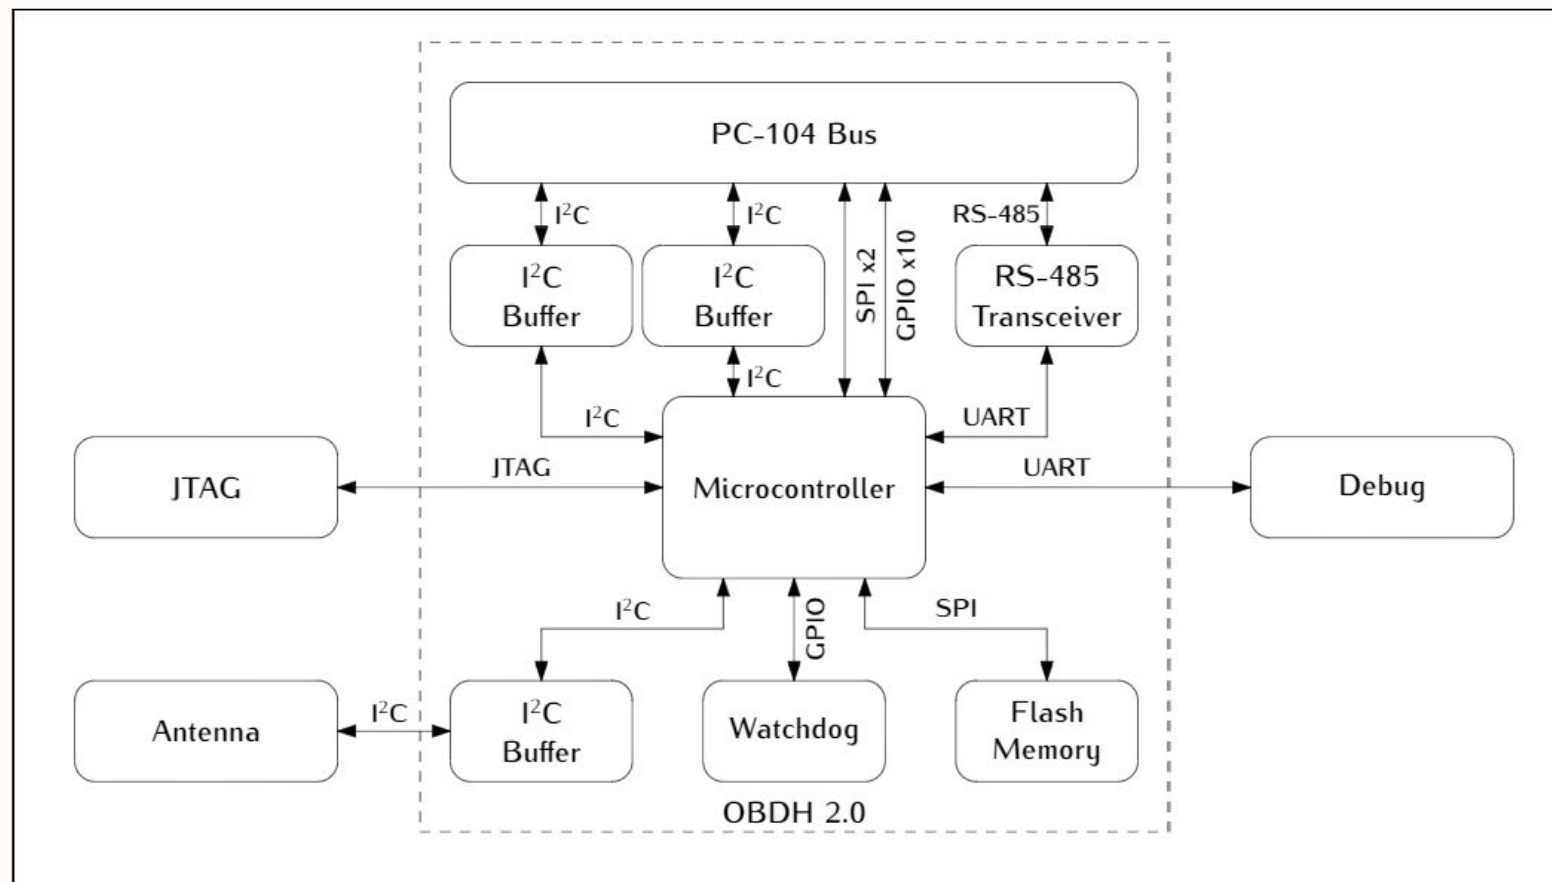 PC-104 Bus
I²C
I²C
RS-485
SPI x2
GPIO x10
I²C
Buffer
I²C
Buffer
RS-485
Transceiver
I²C
I²C
UART
JTAG
JTAG
Microcontroller
UART
Debug
I²C
GPIO
SPI
Antenna
I²C
I²C
Buffer
Watchdog
Flash
Memory
OBDH 2.0